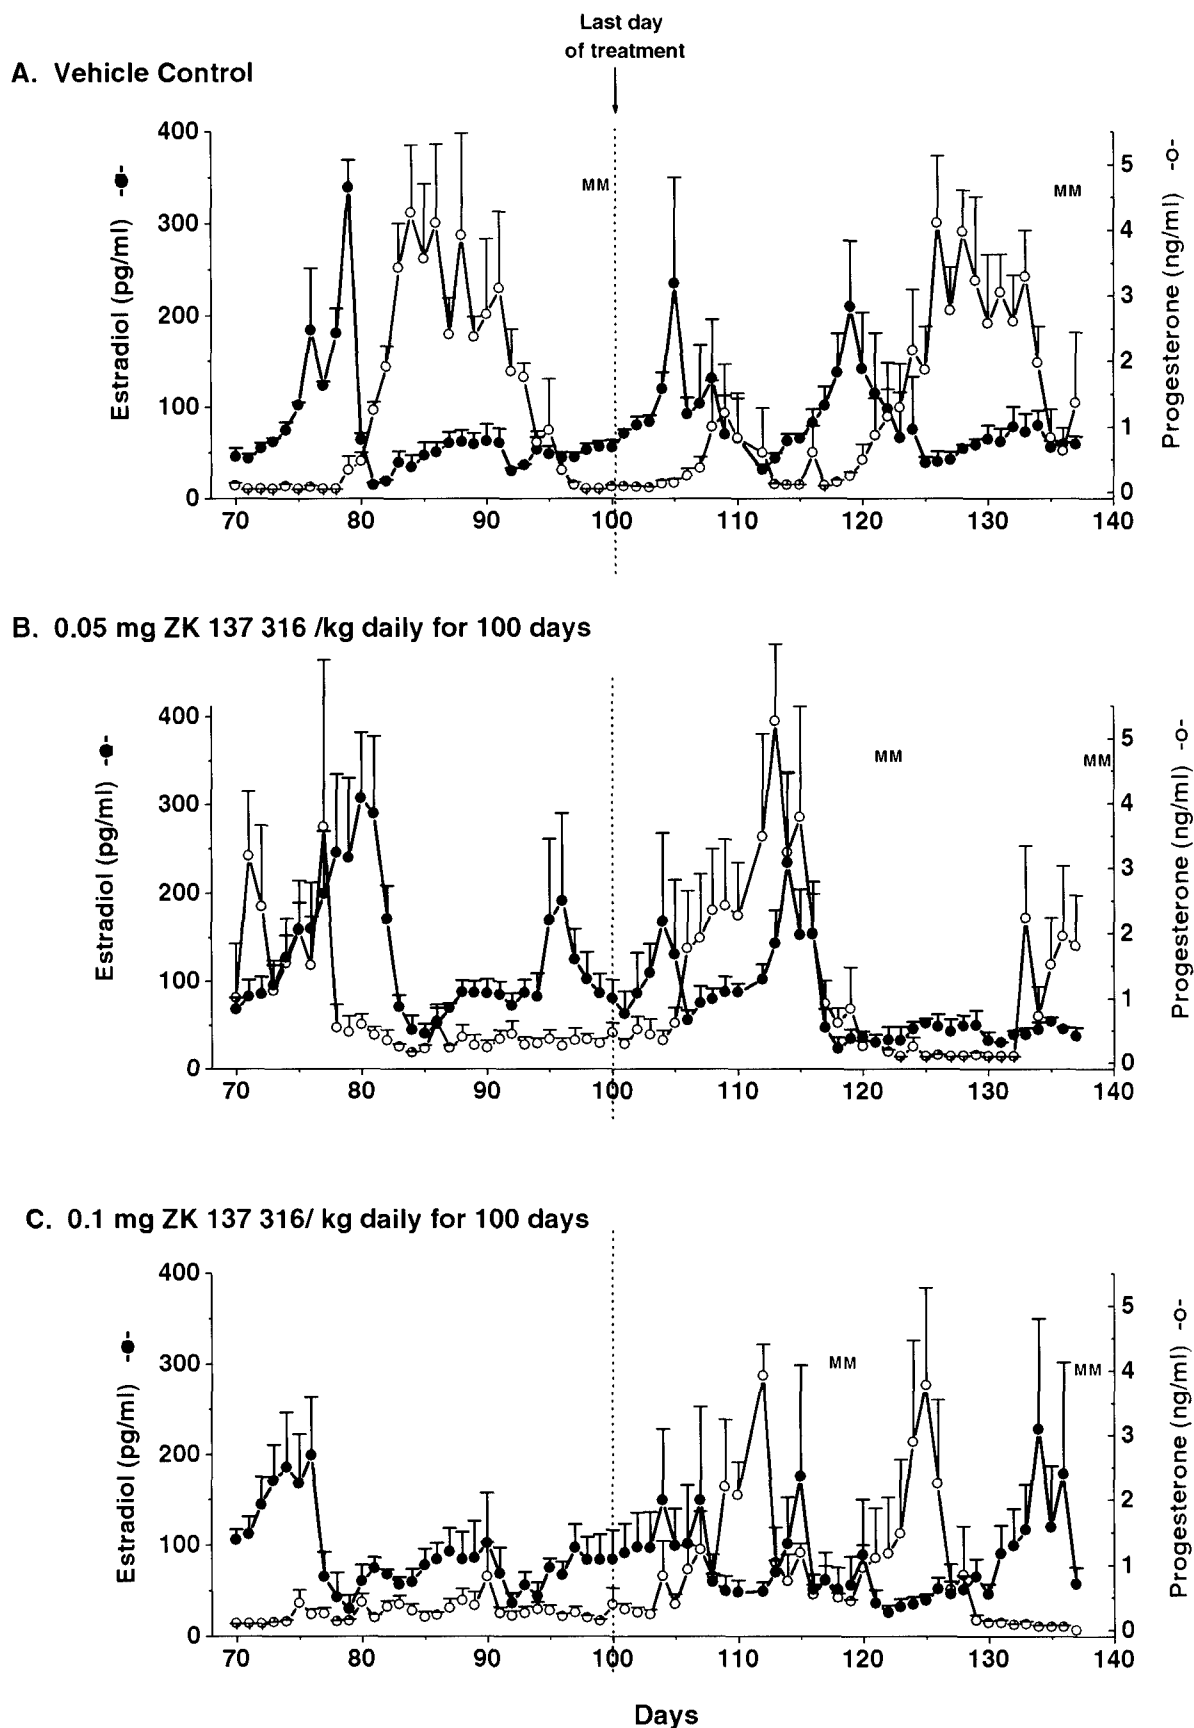 Last day
of treatment
A. Vehicle Control
400
300
200
100
0
Estradiol (pg/ml) -●-
MM
MM
5
4
3
2
1
0
Progesterone (ng/ml) -o-
70 80 90 100 110 120 130 140
B. 0.05 mg ZK 137 316 /kg daily for 100 days
400
300
200
100
0
Estradiol (pg/ml) -●-
MM
MM
5
4
3
2
1
0
Progesterone (ng/ml) -o-
70 80 90 100 110 120 130 140
C. 0.1 mg ZK 137 316/ kg daily for 100 days
400
300
200
100
0
Estradiol (pg/ml) -●-
MM
MM
5
4
3
2
1
0
Progesterone (ng/ml) -o-
70 80 90 100 110 120 130 140
Days